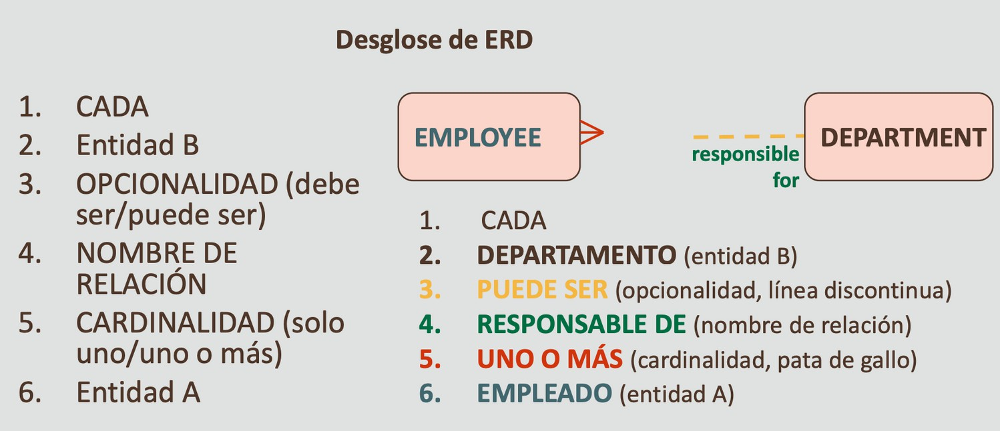 Desglose de ERD
1. CADA
2. Entidad B
3. OPCIONALIDAD (debe
ser/puede ser)
4. NOMBRE DE
RELACIÓN
5. CARDINALIDAD (solo
uno/uno o más)
6. Entidad A
EMPLOYEE
DEPARTMENT
responsible
for
1. CADA
2. DEPARTAMENTO (entidad B)
3. PUEDE SER (opcionalidad, línea discontinua)
4. RESPONSABLE DE (nombre de relación)
5. UNO O MÁS (cardinalidad, pata de gallo)
6. EMPLEADO (entidad A)